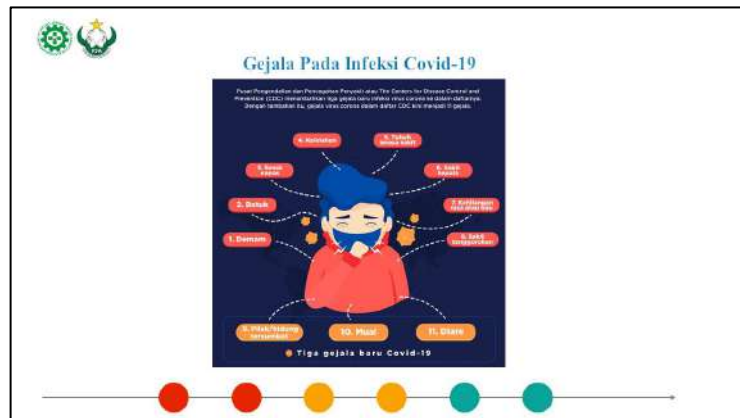 Gejala Pada Infeksi Covid-19
Pusat Pengendalian dan Pencegahan Penyakit atau The Centers for Disease Control and
Prevention (CDC) menambahkan tiga gejala baru infeksi virus corona ke dalam daftarnya.
Dengan tambahan itu, gejala virus corona dalam daftar CDC kini menjadi 11 gejala.
4. Kelelahan
5. Tubuh terasa sakit
3. Sesak napas
6. Sakit kepala
2. Batuk
7. Kehilangan
rasa atau bau
1. Demam
8. Sakit
tenggorokan
9. Pilek/hidung
tersumbat
10. Mual
11. Diare
Tiga gejala baru Covid-19